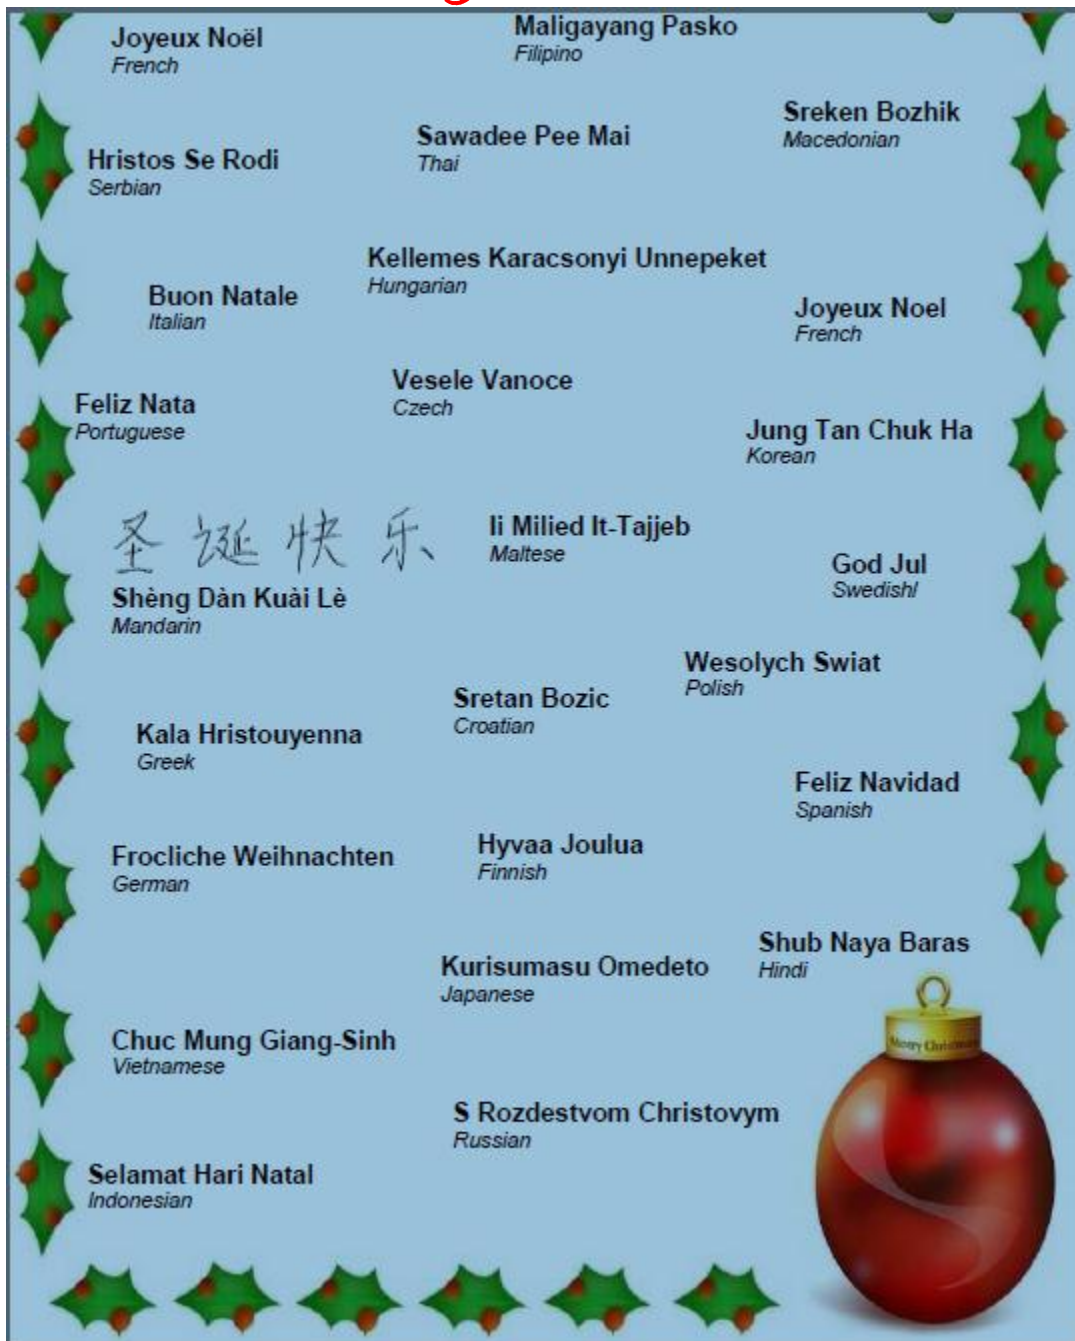 Joyeux Noël
French
Maligayang Pasko
Filipino
Sreken Bozhik
Macedonian
Sawadee Pee Mai
Thai
Hristos Se Rodi
Serbian
Kellemes Karacsonyi Unnepeket
Hungarian
Buon Natale
Italian
Joyeux Noel
French
Vesele Vanoce
Czech
Feliz Nata
Portuguese
Jung Tan Chuk Ha
Korean
圣 诞 快 乐
Shèng Dàn Kuài Lè
Mandarin
Ii Milied It-Tajjeb
Maltese
God Jul
Swedish/
Wesolych Swiat
Polish
Sretan Bozic
Croatian
Kala Hristouyenna
Greek
Feliz Navidad
Spanish
Hyvaa Joulua
Finnish
Frocliche Weihnachten
German
Shub Naya Baras
Hindi
Kurisumasu Omedeto
Japanese
Chuc Mung Giang-Sinh
Vietnamese
S Rozdestvom Christovym
Russian
Selamat Hari Natal
Indonesian
Merry Christmas